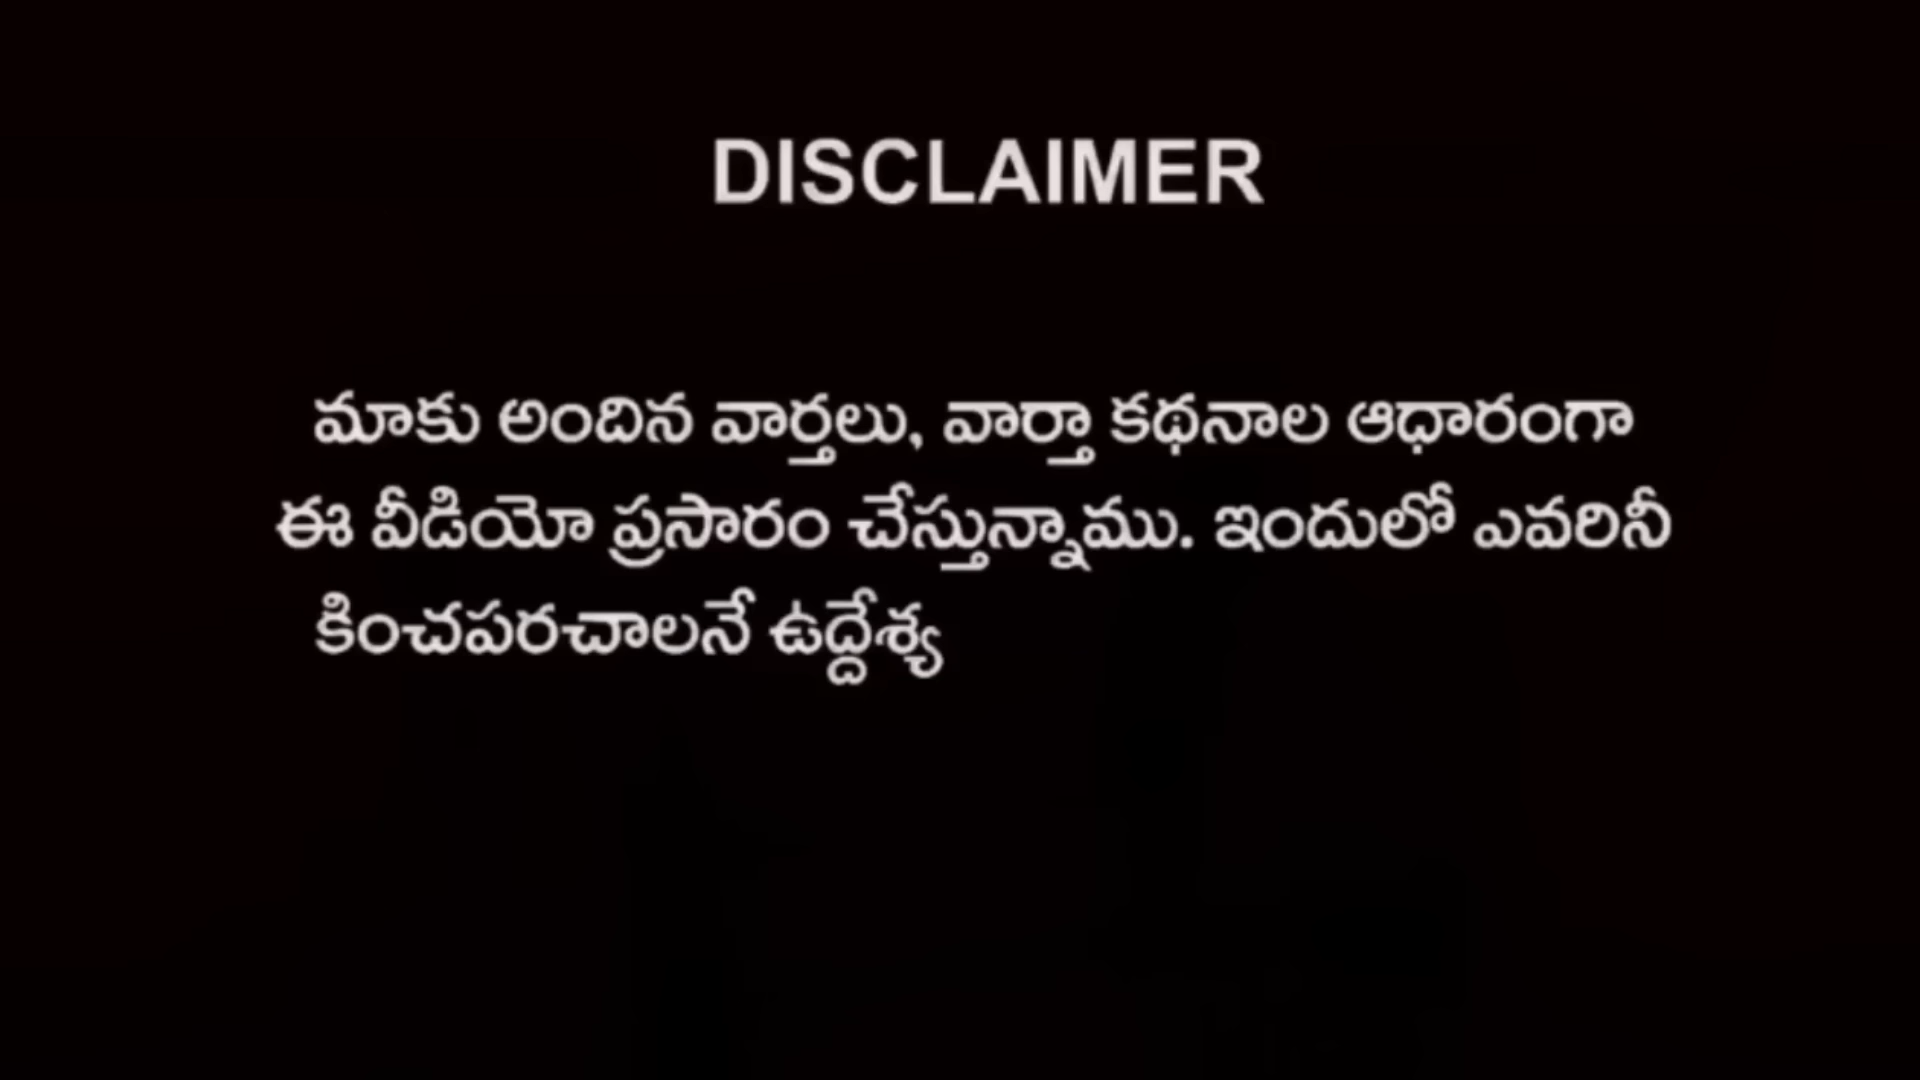 DISCLAIMER
మాకు అందిన వార్తలు, వార్తా కథనాల ఆధారంగా
ఈ వీడియో ప్రసారం చేస్తున్నాము. ఇందులో ఎవరినీ
కించపరచాలనే ఉద్దేశ్య